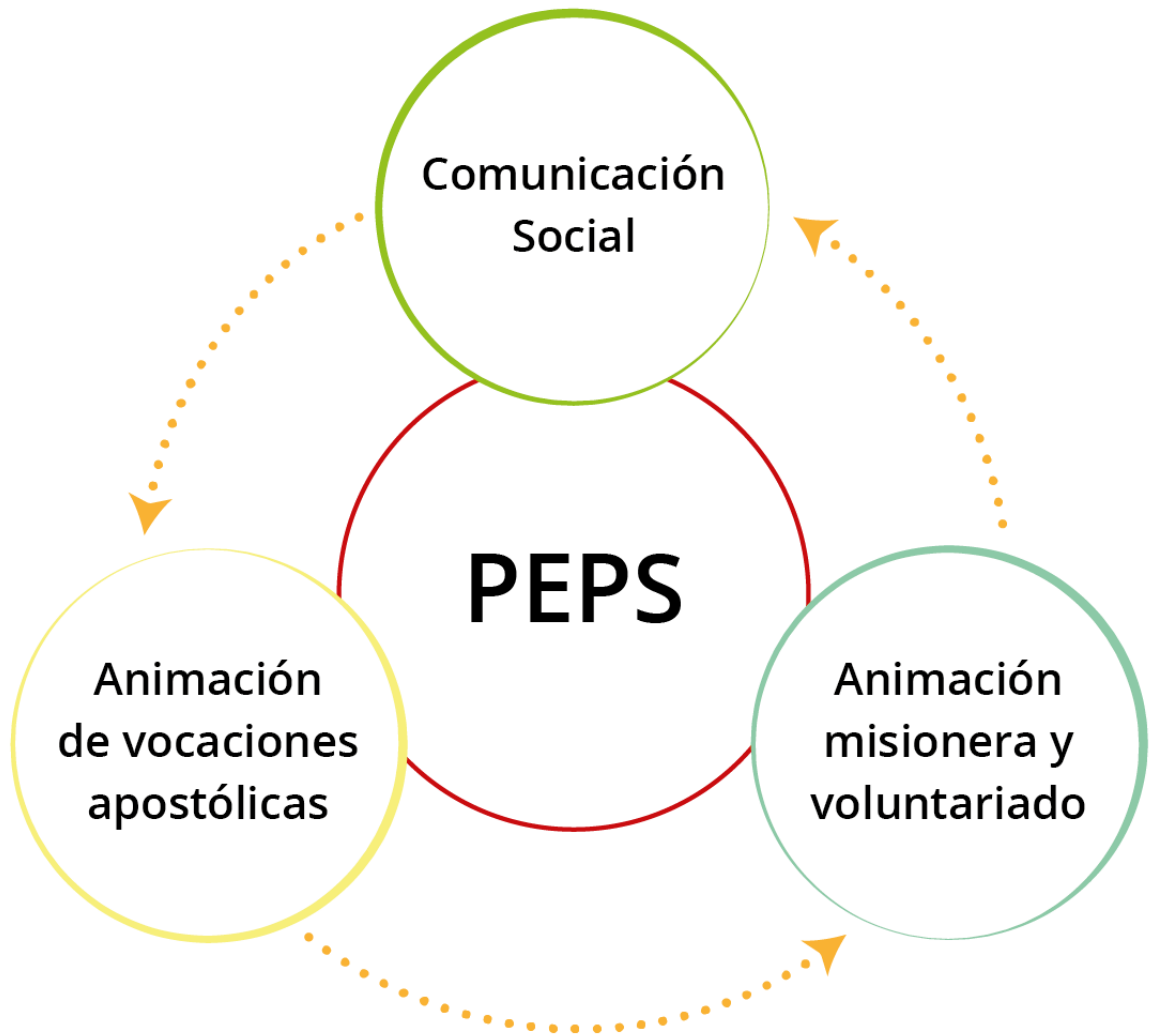 Comunicación
Social
PEPS
Animación
de vocaciones
apostólicas
Animación
misionera y
voluntariado